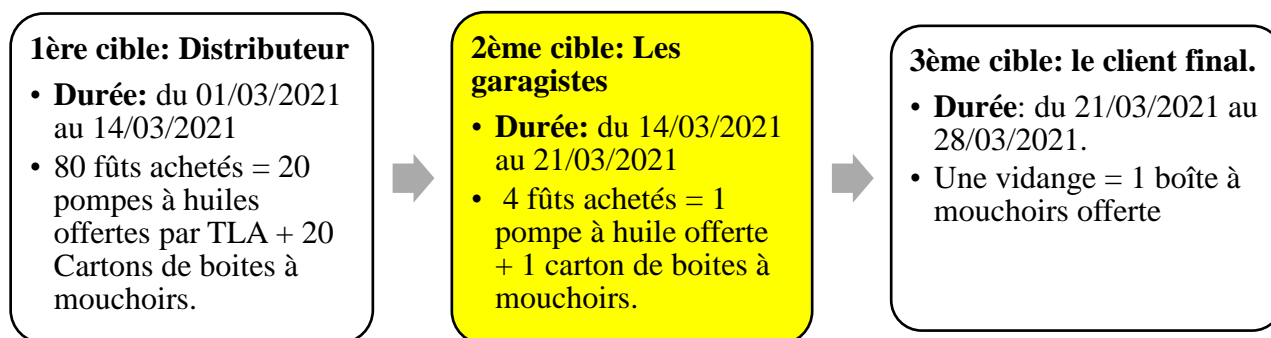 1ère cible: Distributeur
• Durée: du 01/03/2021
au 14/03/2021
• 80 fûts achetés = 20
pompes à huiles
offertes par TLA + 20
Cartons de boites à
mouchoirs.
2ème cible: Les
garagistes
• Durée: du 14/03/2021
au 21/03/2021
• 4 fûts achetés = 1
pompe à huile offerte
+ 1 carton de boites à
mouchoirs.
3ème cible: le client final.
• Durée: du 21/03/2021 au
28/03/2021.
• Une vidange = 1 boîte à
mouchoirs offerte